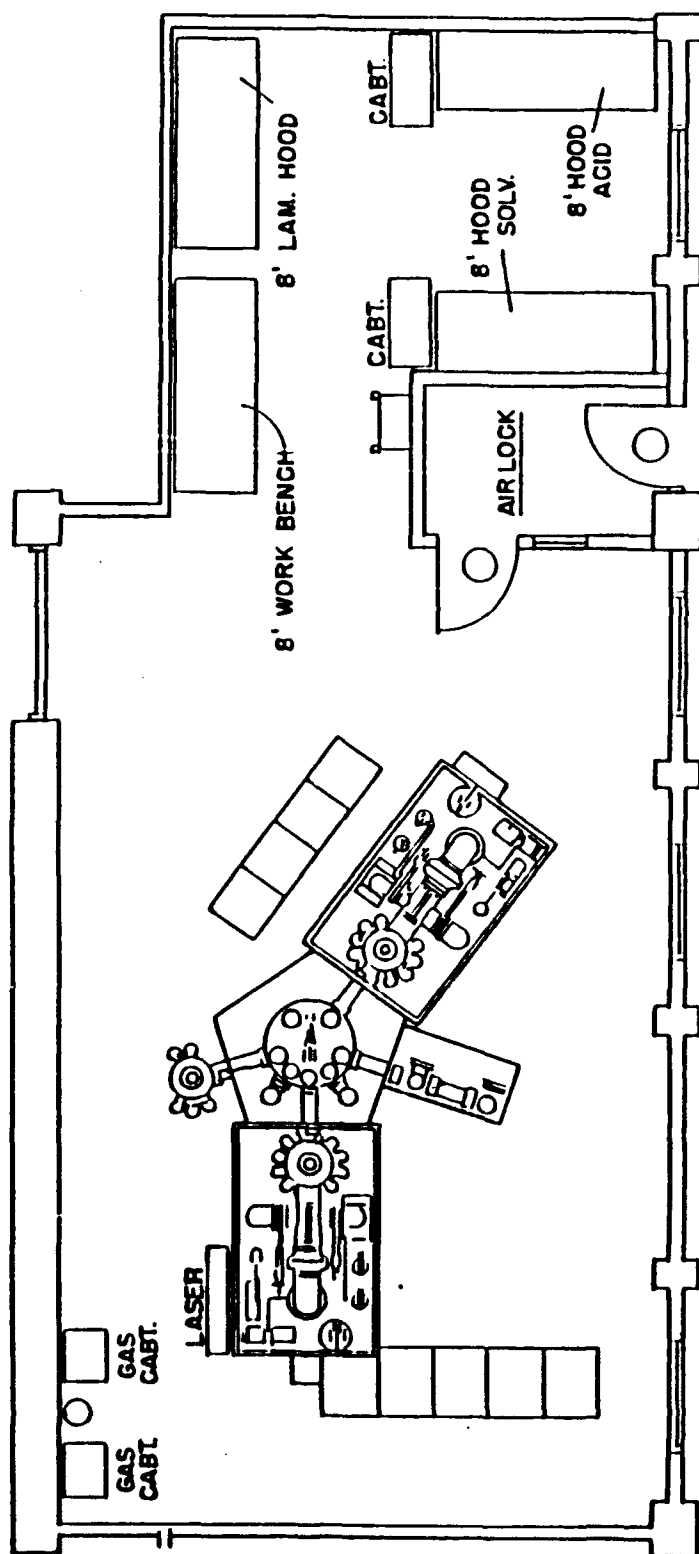 8' LAM. HOOD
CABT.
8' HOOD
ACID
8' HOOD
SOLV.
CABT.
8' WORK BENCH
AIR LOCK
LASER
GAS
CABT.
GAS
CABT.